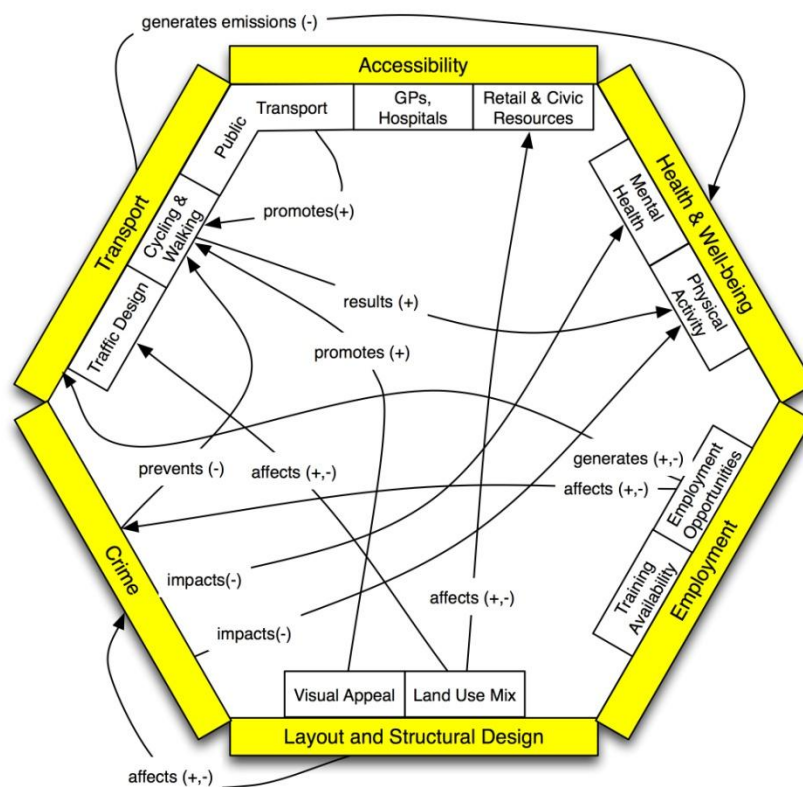 generates emissions (-)
Accessibility
Public Transport
GPs,
Hospitals
Retail & Civic
Resources
Transport
Cycling &
Walking
Traffic Design
Health & Well-being
Mental
Health
Physical
Activity
promotes(+)
results (+)
promotes (+)
prevents (-)
affects (+,-)
generates (+,-)
affects (+,-)
Employment
Opportunities
Training
Availability
Employment
Crime
impacts(-)
impacts(-)
affects (+,-)
Visual Appeal
Land Use Mix
Layout and Structural Design
affects (+,-)